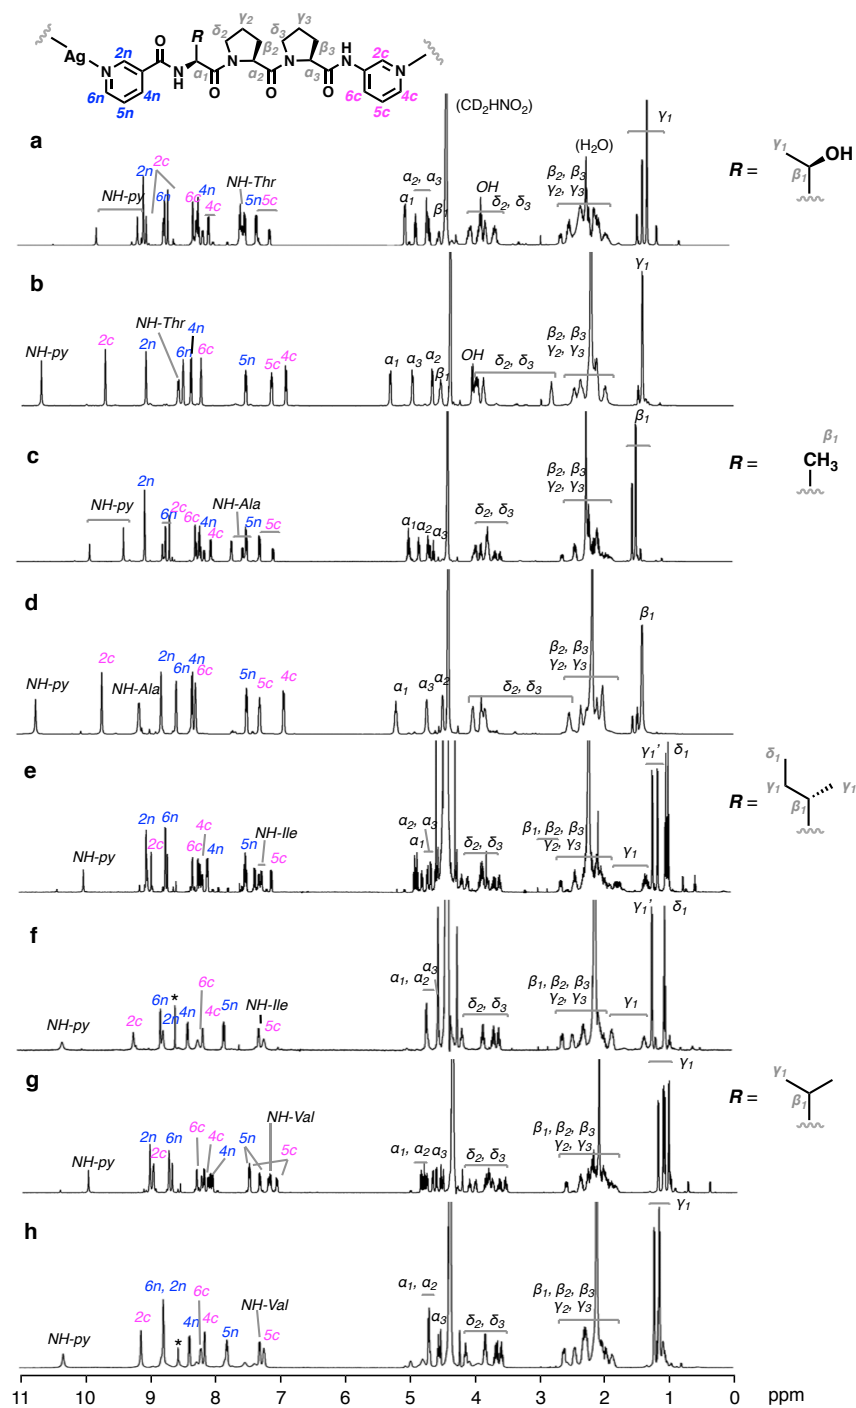 γ2 γ3
R δ2 δ3
O β2 β3 H 2c
Ag 2n N N N N
N N H α1 O α2 O α3 O 6c 4c
6n 4n 5c
5n
a
(CD2HNO2)
γ1
2n 2c
NH-py
6n
6c 4n 4c
NH-Thr
5n 5c
α2, α3
α1
β1
OH
δ2, δ3
(H2O)
β2, β3
γ2, γ3
R =
γ1
OH
β1
b
NH-py
2c
NH-Thr
2n
6n
4n
6c
5n
5c
4c
α1 α3 α2
β1
OH
δ2, δ3
β2, β3
γ2, γ3
γ1
c
NH-py
2n
6n
2c
6c 4n
4c
NH-Ala
5n 5c
α1 α2 α3
δ2, δ3
β2, β3
γ2, γ3
β1
R =
β1
CH3
d
NH-py
2c
NH-Ala
2n
6n
4n
6c
5n
5c
4c
α1 α3 α2
δ2, δ3
β2, β3
γ2, γ3
β1
e
NH-py
2n 6n
2c
6c
4c
4n
5n
NH-Ile
5c
α2, α3
α1
δ2, δ3
β1, β2, β3
γ2, γ3
γ1
γ1’ δ1
R =
δ1
γ1
β1
γ1
f
NH-py
2c
6n
2n
*
4n
6c
4c 5n
NH-Ile
5c
α1, α2
α3
δ2, δ3
β1, β2, β3
γ2, γ3
γ1
γ1’ δ1
g
NH-py
2n 6n
2c
6c
4c
4n
5n
NH-Val
5c
α1, α2 α3
δ2, δ3
β1, β2, β3
γ2, γ3
γ1
R =
γ1
β1
h
NH-py
2c
6n, 2n
*
4n
6c
4c
5n
NH-Val
5c
α1, α2
α3
δ2, δ3
β1, β2, β3
γ2, γ3
γ1
11 10 9 8 7 6 5 4 3 2 1 0 ppm